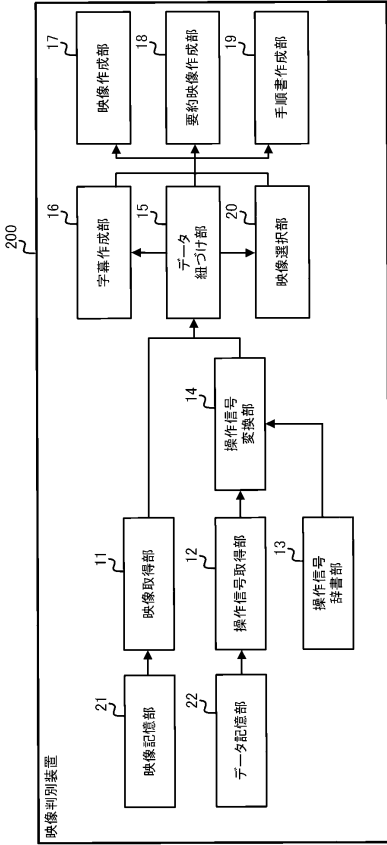 200
映像判別装置
21
映像記憶部
22
データ記憶部
11
映像取得部
12
操作信号取得部
13
操作信号
辞書部
14
操作信号
変換部
16
字幕作成部
15
データ
紐づけ部
20
映像選択部
17
映像作成部
18
要約映像作成部
19
手順書作成部